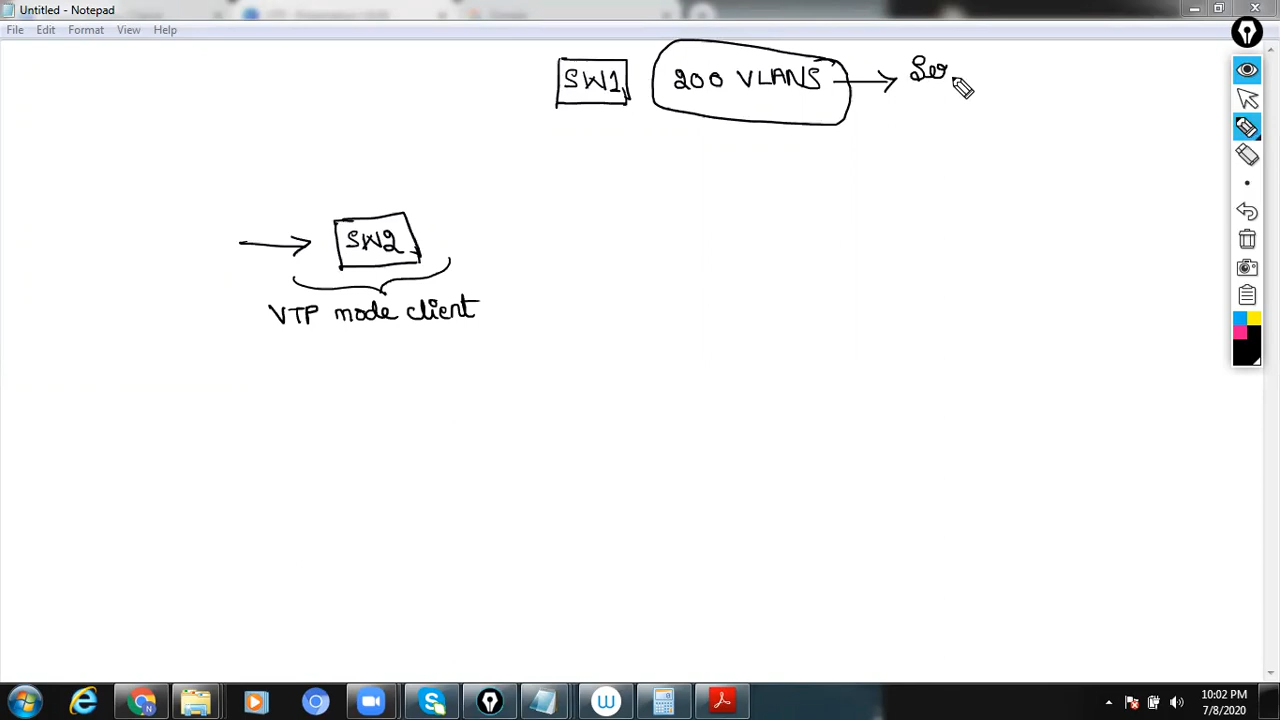 Untitled - Notepad
File Edit Format View Help
SW1 200 VLANS → Ser
SW2
VTP mode client
10:02 PM
7/8/2020